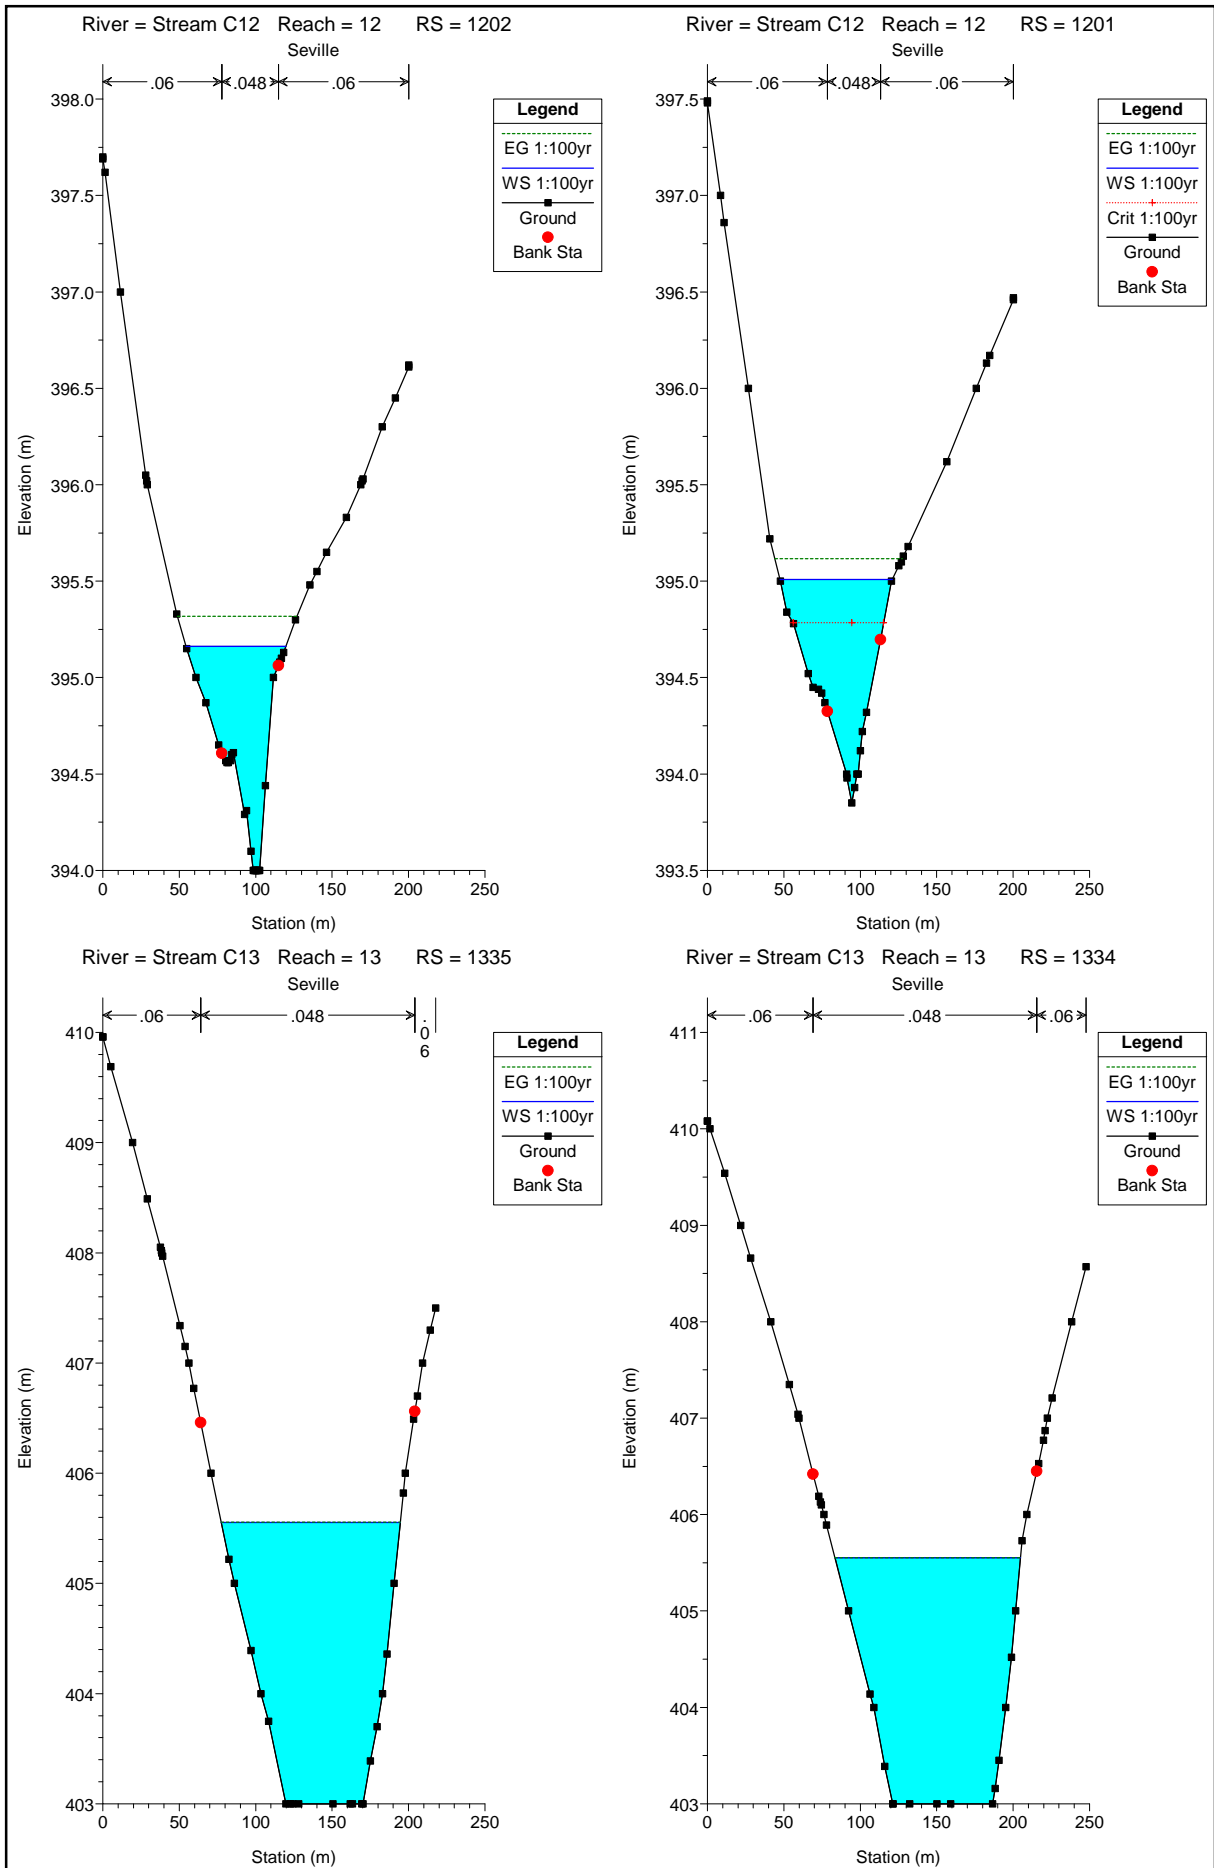 River = Stream C12 Reach = 12 RS = 1202
Seville
.06 .048 .06
398.0
397.5
397.0
396.5
396.0
395.5
395.0
394.5
394.0
0 50 100 150 200 250
Station (m)
Elevation (m)
Legend
EG 1:100yr
WS 1:100yr
Ground
Bank Sta
River = Stream C12 Reach = 12 RS = 1201
Seville
.06 .048 .06
397.5
397.0
396.5
396.0
395.5
395.0
394.5
394.0
393.5
0 50 100 150 200 250
Station (m)
Elevation (m)
Legend
EG 1:100yr
WS 1:100yr
Crit 1:100yr
Ground
Bank Sta
River = Stream C13 Reach = 13 RS = 1335
Seville
.06 .048 .06
410
409
408
407
406
405
404
403
0 50 100 150 200 250
Station (m)
Elevation (m)
Legend
EG 1:100yr
WS 1:100yr
Ground
Bank Sta
River = Stream C13 Reach = 13 RS = 1334
Seville
.06 .048 .06
411
410
409
408
407
406
405
404
403
0 50 100 150 200 250
Station (m)
Elevation (m)
Legend
EG 1:100yr
WS 1:100yr
Ground
Bank Sta